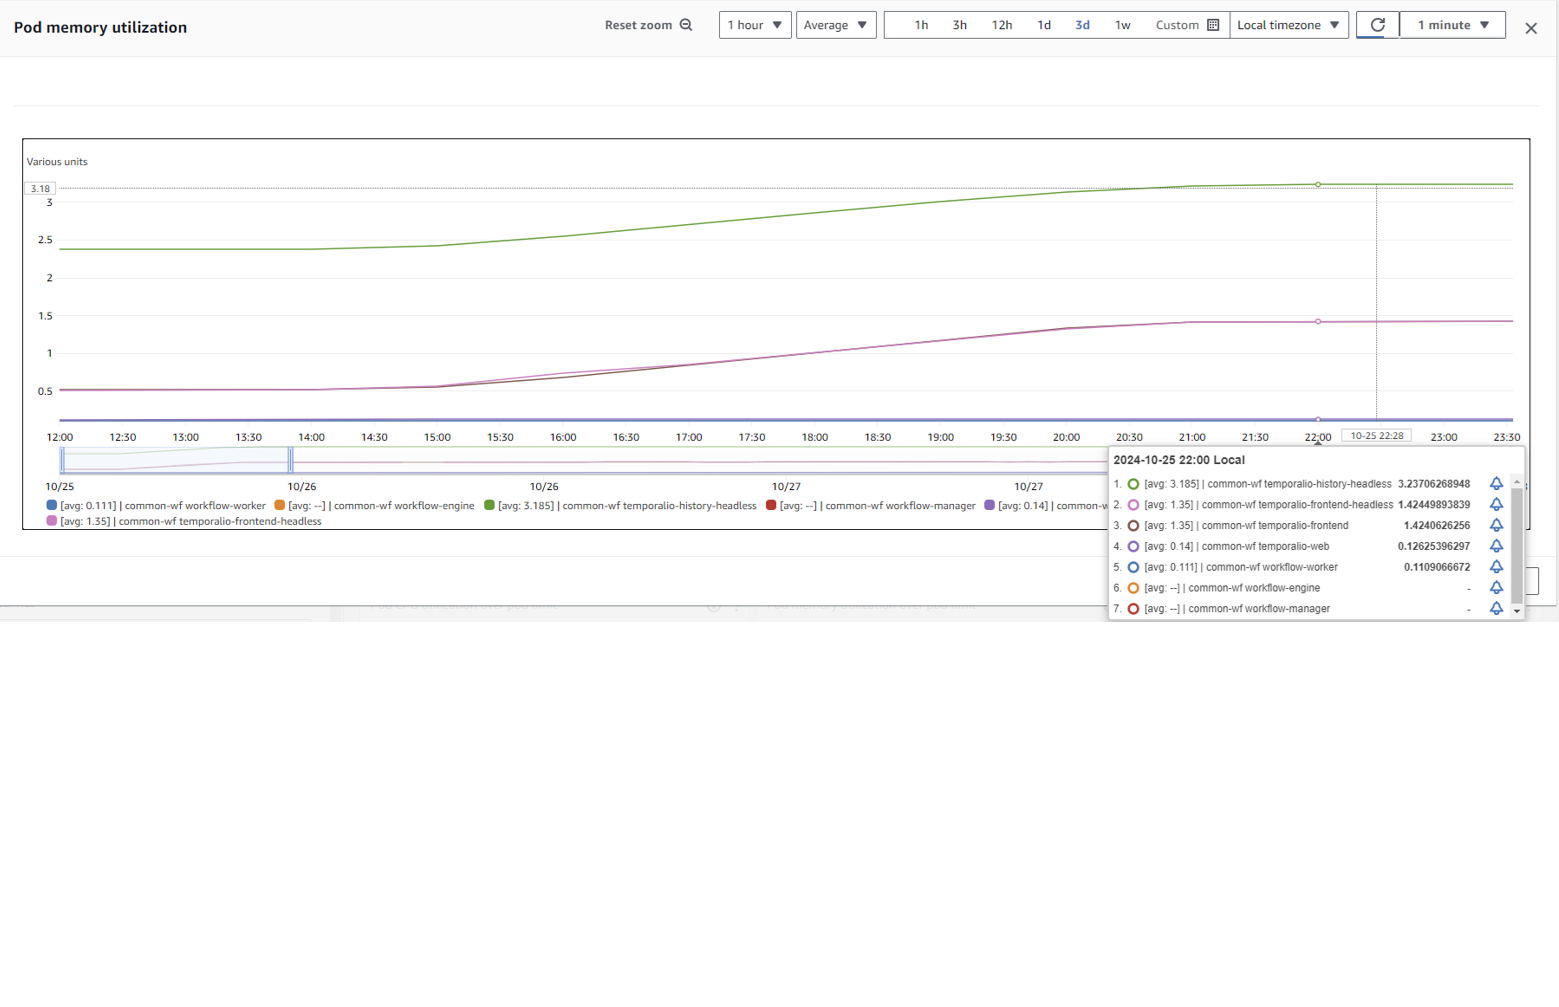 Pod memory utilization
Reset zoom
1 hour
Average
1h 3h 12h 1d 3d 1w Custom
Local timezone
1 minute
Various units
3.18
3
2.5
2
1.5
1
0.5
12:00 12:30 13:00 13:30 14:00 14:30 15:00 15:30 16:00 16:30 17:00 17:30 18:00 18:30 19:00 19:30 20:00 20:30 21:00 21:30 22:00 10-25 22:28 23:00 23:30
10/25 10/26 10/26 10/27 10/27
[avg: 0.111] | common-wf workflow-worker [avg: --] | common-wf workflow-engine [avg: 3.185] | common-wf temporalio-history-headless [avg: --] | common-wf workflow-manager [avg: 0.14] | common-w
[avg: 1.35] | common-wf temporalio-frontend-headless
2024-10-25 22:00 Local
1. [avg: 3.185] | common-wf temporalio-history-headless 3.23706268948
2. [avg: 1.35] | common-wf temporalio-frontend-headless 1.42449893839
3. [avg: 1.35] | common-wf temporalio-frontend 1.4240626256
4. [avg: 0.14] | common-wf temporalio-web 0.12625396297
5. [avg: 0.111] | common-wf workflow-worker 0.1109066672
6. [avg: --] | common-wf workflow-engine -
7. [avg: --] | common-wf workflow-manager -